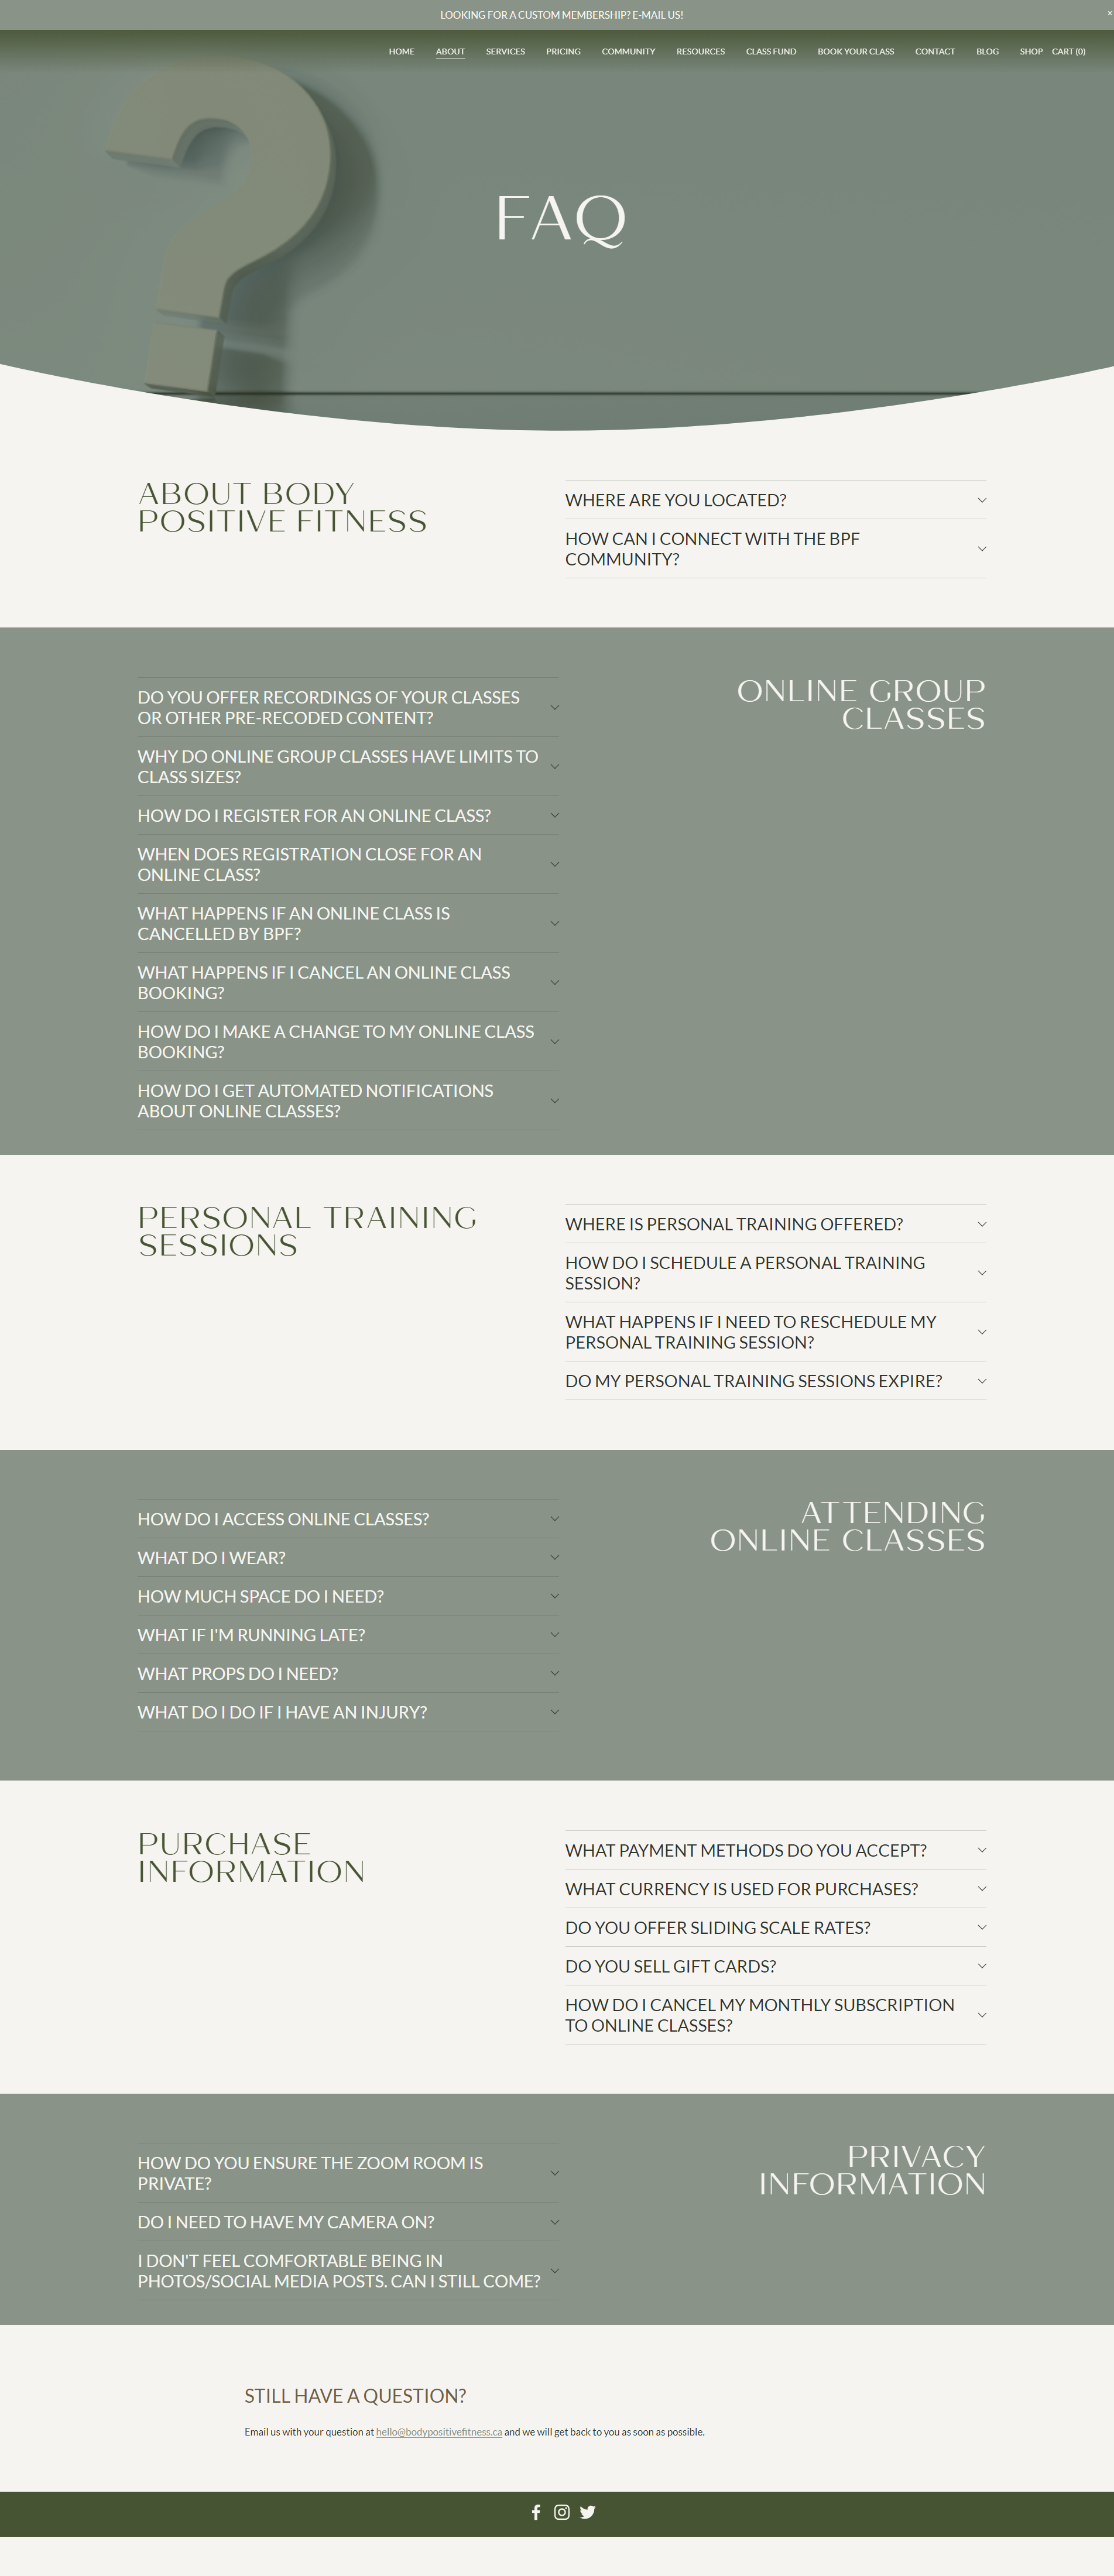 LOOKING FOR A CUSTOM MEMBERSHIP? E-MAIL US!
×
HOME ABOUT SERVICES PRICING COMMUNITY RESOURCES CLASS FUND BOOK YOUR CLASS CONTACT BLOG SHOP CART (0)
?
FAQ
ABOUT BODY
POSITIVE FITNESS
WHERE ARE YOU LOCATED?
HOW CAN I CONNECT WITH THE BPF
COMMUNITY?
ONLINE GROUP
CLASSES
DO YOU OFFER RECORDINGS OF YOUR CLASSES
OR OTHER PRE-RECODED CONTENT?
WHY DO ONLINE GROUP CLASSES HAVE LIMITS TO
CLASS SIZES?
HOW DO I REGISTER FOR AN ONLINE CLASS?
WHEN DOES REGISTRATION CLOSE FOR AN
ONLINE CLASS?
WHAT HAPPENS IF AN ONLINE CLASS IS
CANCELLED BY BPF?
WHAT HAPPENS IF I CANCEL AN ONLINE CLASS
BOOKING?
HOW DO I MAKE A CHANGE TO MY ONLINE CLASS
BOOKING?
HOW DO I GET AUTOMATED NOTIFICATIONS
ABOUT ONLINE CLASSES?
PERSONAL TRAINING
SESSIONS
WHERE IS PERSONAL TRAINING OFFERED?
HOW DO I SCHEDULE A PERSONAL TRAINING
SESSION?
WHAT HAPPENS IF I NEED TO RESCHEDULE MY
PERSONAL TRAINING SESSION?
DO MY PERSONAL TRAINING SESSIONS EXPIRE?
ATTENDING
ONLINE CLASSES
HOW DO I ACCESS ONLINE CLASSES?
WHAT DO I WEAR?
HOW MUCH SPACE DO I NEED?
WHAT IF I'M RUNNING LATE?
WHAT PROPS DO I NEED?
WHAT DO I DO IF I HAVE AN INJURY?
PURCHASE
INFORMATION
WHAT PAYMENT METHODS DO YOU ACCEPT?
WHAT CURRENCY IS USED FOR PURCHASES?
DO YOU OFFER SLIDING SCALE RATES?
DO YOU SELL GIFT CARDS?
HOW DO I CANCEL MY MONTHLY SUBSCRIPTION
TO ONLINE CLASSES?
PRIVACY
INFORMATION
HOW DO YOU ENSURE THE ZOOM ROOM IS
PRIVATE?
DO I NEED TO HAVE MY CAMERA ON?
I DON'T FEEL COMFORTABLE BEING IN
PHOTOS/SOCIAL MEDIA POSTS. CAN I STILL COME?
STILL HAVE A QUESTION?
Email us with your question at hello@bodypositivefitness.ca and we will get back to you as soon as possible.